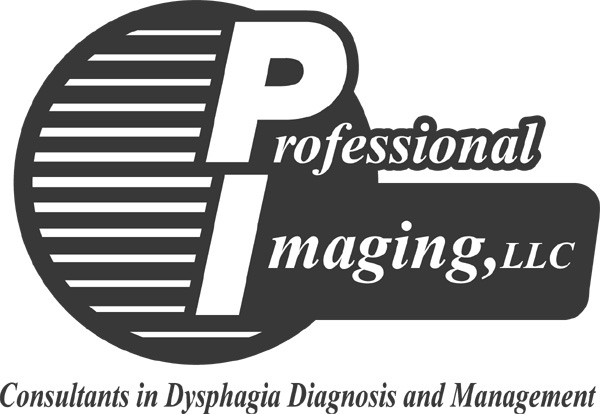 Professional
Imaging, LLC
Consultants in Dysphagia Diagnosis and Management